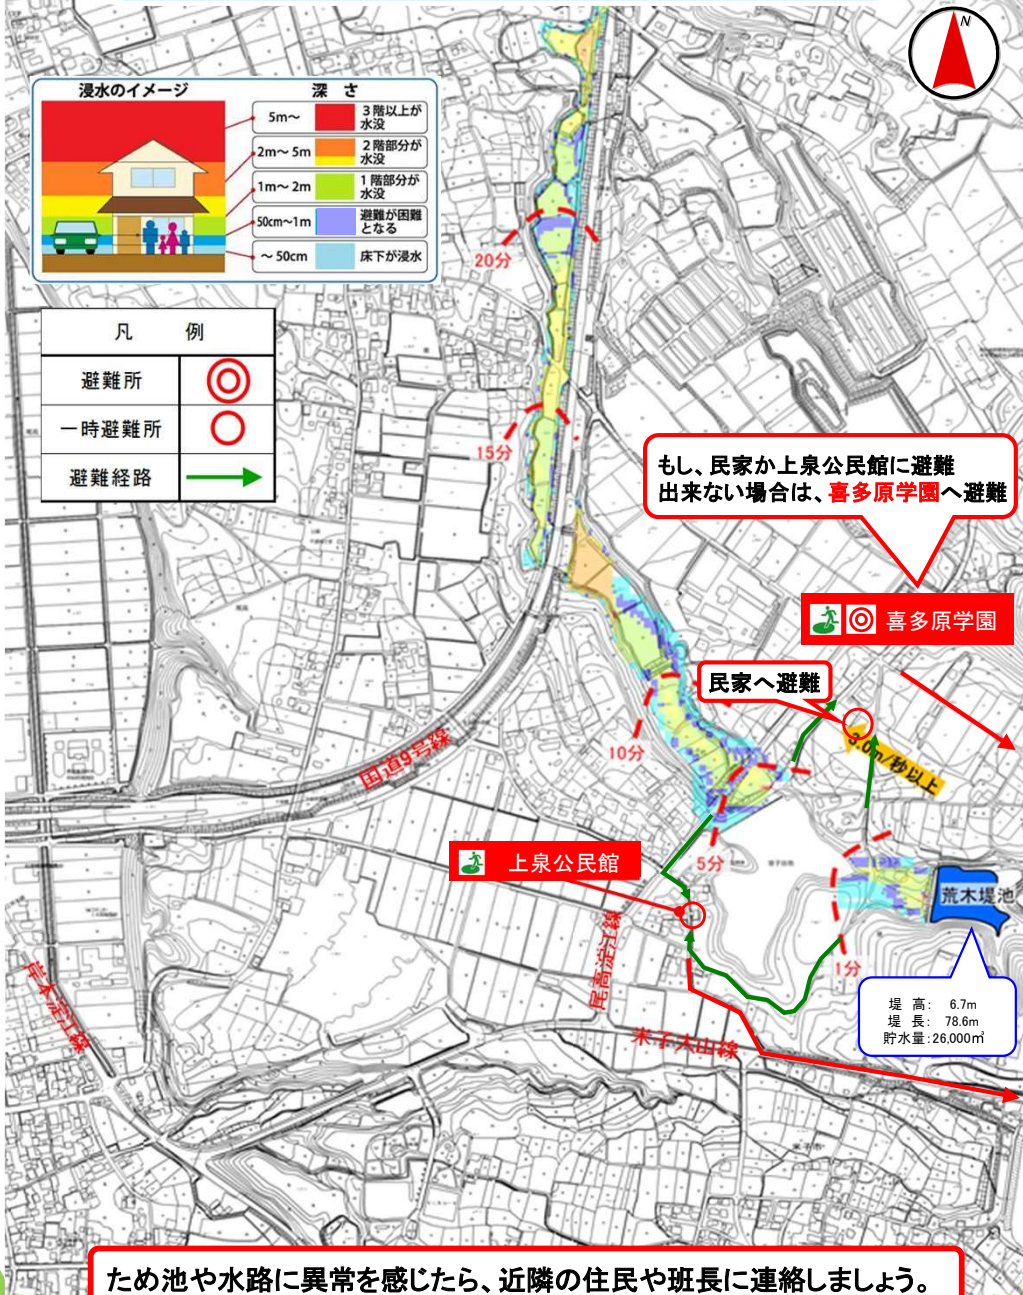 N
浸水のイメージ
深 さ
5m～
3階以上が
水没
2m～5m
2階部分が
水没
1m～2m
1階部分が
水没
50cm～1m
避難が困難
となる
～50cm
床下が浸水
凡 例
避難所
一時避難所
避難経路
20分
15分
もし、民家か上泉公民館に避難
出来ない場合は、喜多原学園へ避難
喜多原学園
民家へ避難
3.0m/秒以上
10分
国道9号線
5分
上泉公民館
荒木堤池
1分
尾高淀江線
岸本淀江線
米子大山線
堤 高: 6.7m
堤 長: 78.6m
貯水量:26,000㎥
ため池や水路に異常を感じたら、近隣の住民や班長に連絡しましょう。